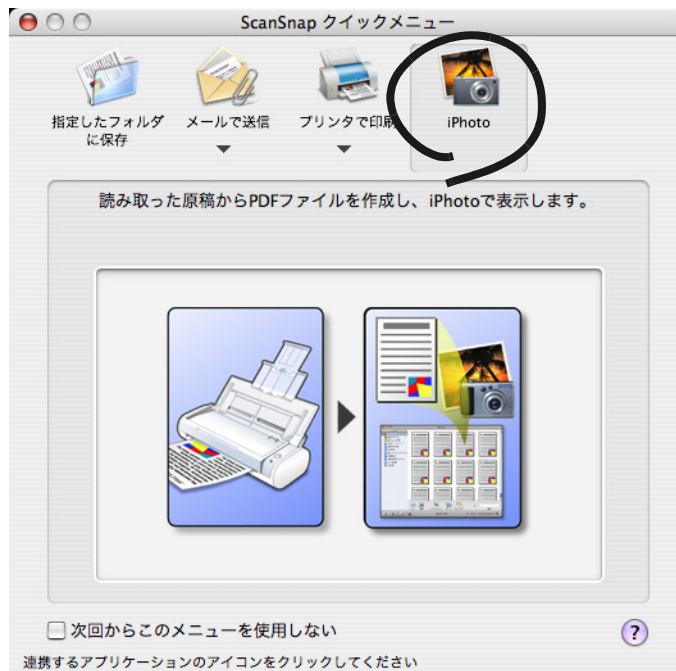 ScanSnap クイックメニュー
指定したフォルダ
に保存
メールで送信
プリンタで印刷
iPhoto
読み取った原稿からPDFファイルを作成し、iPhotoで表示します。
次回からこのメニューを使用しない
?
連携するアプリケーションのアイコンをクリックしてください